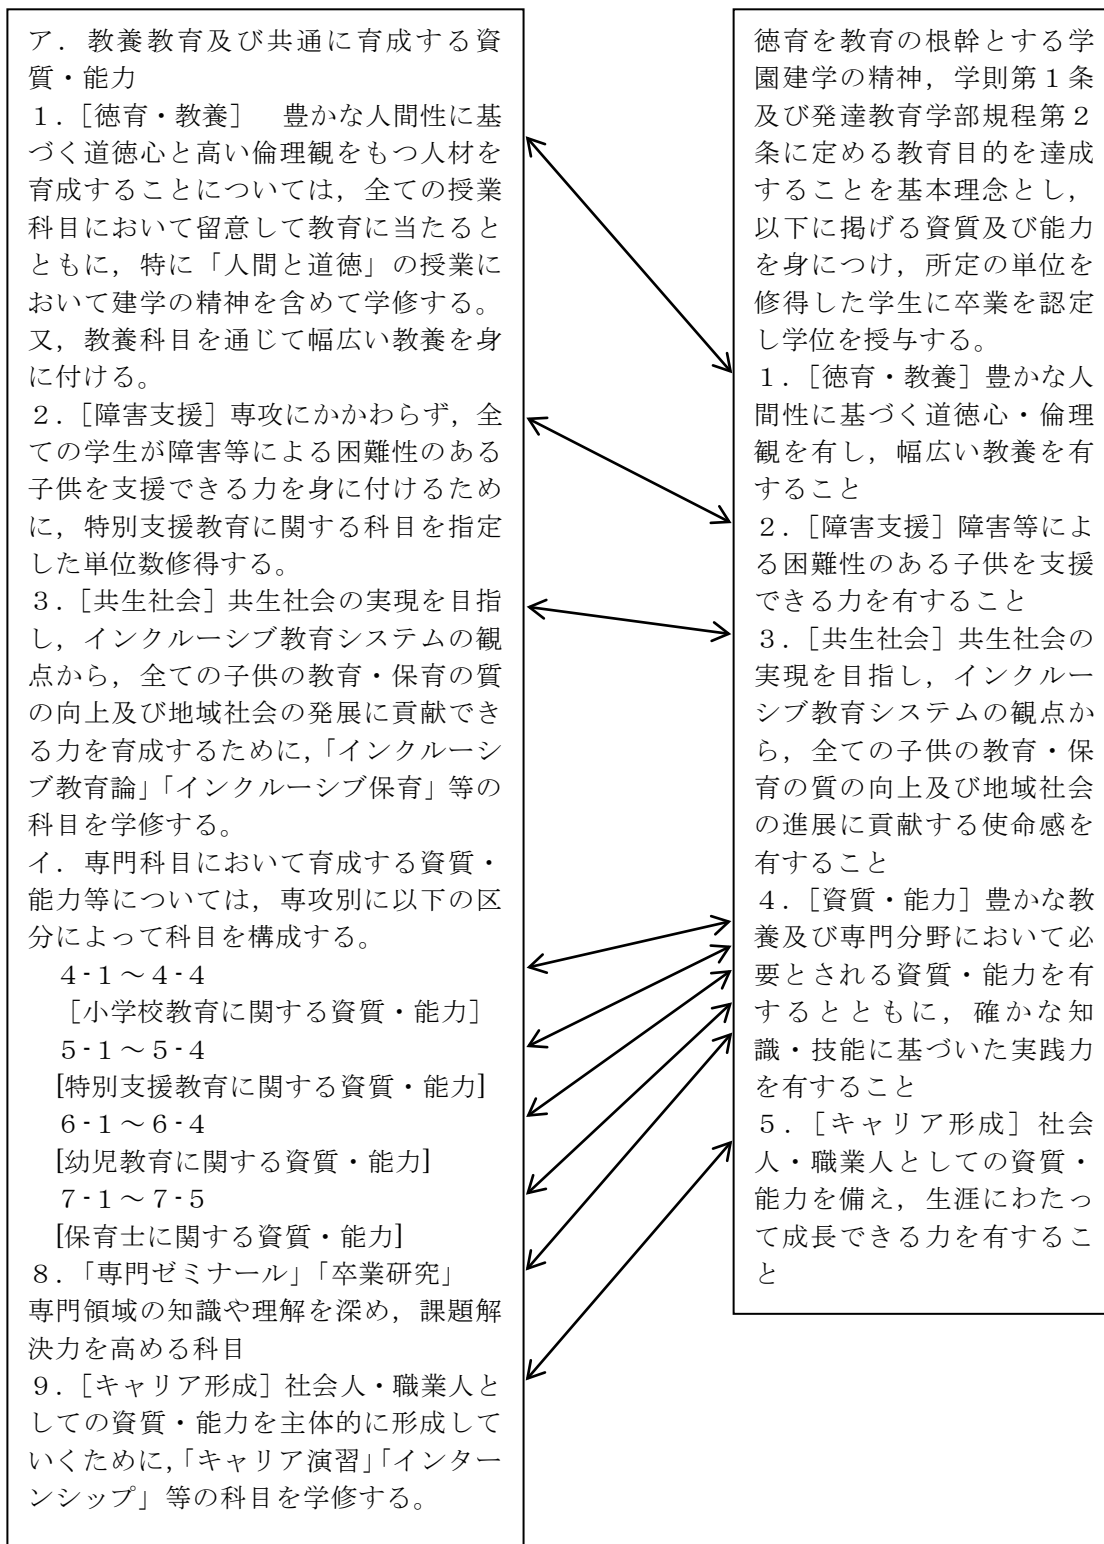 ア．教養教育及び共通に育成する資
質・能力
１．［徳育・教養］　豊かな人間性に基
づく道徳心と高い倫理観をもつ人材を
育成することについては，全ての授業
科目において留意して教育に当たると
ともに，特に「人間と道徳」の授業に
おいて建学の精神を含めて学修する。
又，教養科目を通じて幅広い教養を身
に付ける。
２．［障害支援］専攻にかかわらず，全
ての学生が障害等による困難性のある
子供を支援できる力を身に付けるため
に，特別支援教育に関する科目を指定
した単位数修得する。
３．［共生社会］共生社会の実現を目指
し，インクルーシブ教育システムの観
点から，全ての子供の教育・保育の質
の向上及び地域社会の発展に貢献でき
る力を育成するために，「インクルーシ
ブ教育論」「インクルーシブ保育」等の
科目を学修する。
イ．専門科目において育成する資質・
能力等については，専攻別に以下の区
分によって科目を構成する。
４-１～４-４
［小学校教育に関する資質・能力］
５-１～５-４
[特別支援教育に関する資質・能力]
６-１～６-４
[幼児教育に関する資質・能力]
７-１～７-５
[保育士に関する資質・能力]
８．「専門ゼミナール」「卒業研究」
専門領域の知識や理解を深め，課題解
決力を高める科目
９．［キャリア形成］社会人・職業人と
しての資質・能力を主体的に形成して
いくために，「キャリア演習」「インター
ンシップ」等の科目を学修する。
徳育を教育の根幹とする学
園建学の精神，学則第１条
及び発達教育学部規程第２
条に定める教育目的を達成
することを基本理念とし，
以下に掲げる資質及び能力
を身につけ，所定の単位を
修得した学生に卒業を認定
し学位を授与する。
１．［徳育・教養］豊かな人
間性に基づく道徳心・倫理
観を有し，幅広い教養を有
すること
２．［障害支援］障害等によ
る困難性のある子供を支援
できる力を有すること
３．［共生社会］共生社会の
実現を目指し，インクルー
シブ教育システムの観点か
ら，全ての子供の教育・保
育の質の向上及び地域社会
の進展に貢献する使命感を
有すること
４．［資質・能力］豊かな教
養及び専門分野において必
要とされる資質・能力を有
するとともに，確かな知
識・技能に基づいた実践力
を有すること
５．［キャリア形成］社会
人・職業人としての資質・
能力を備え，生涯にわたっ
て成長できる力を有するこ
と